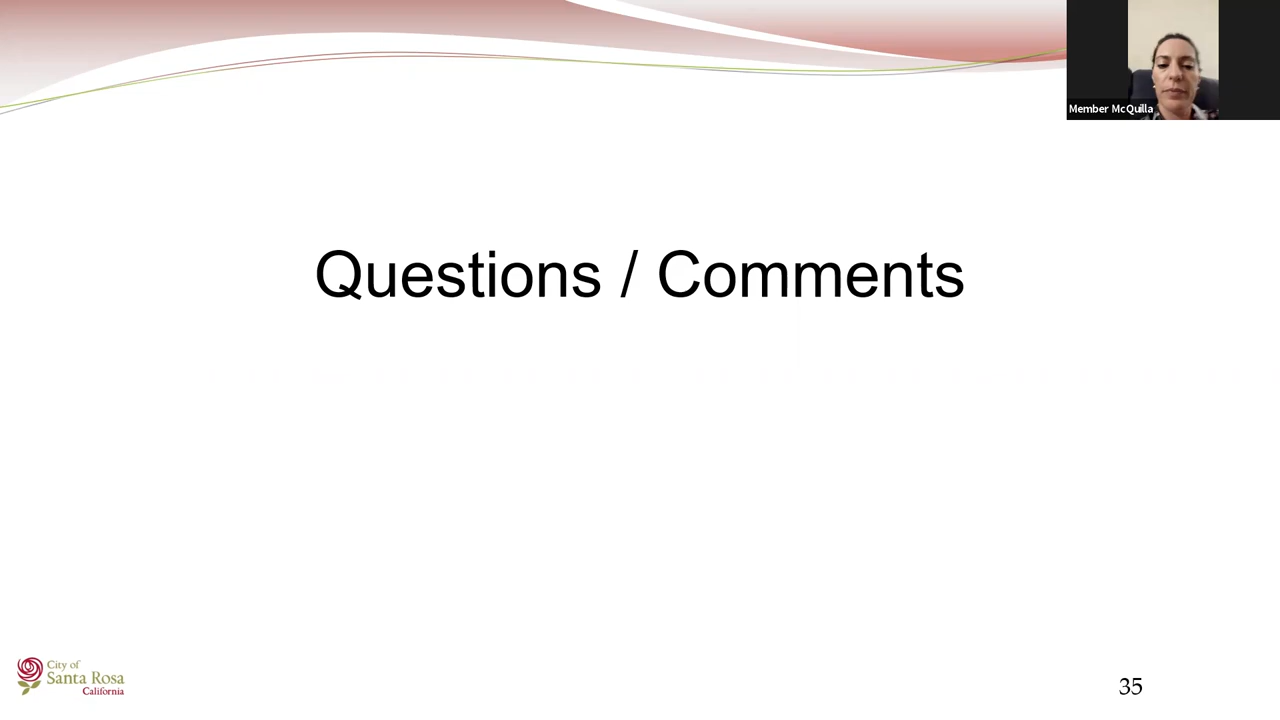 Member McQuilla
Questions / Comments
City of
Santa Rosa
California
35